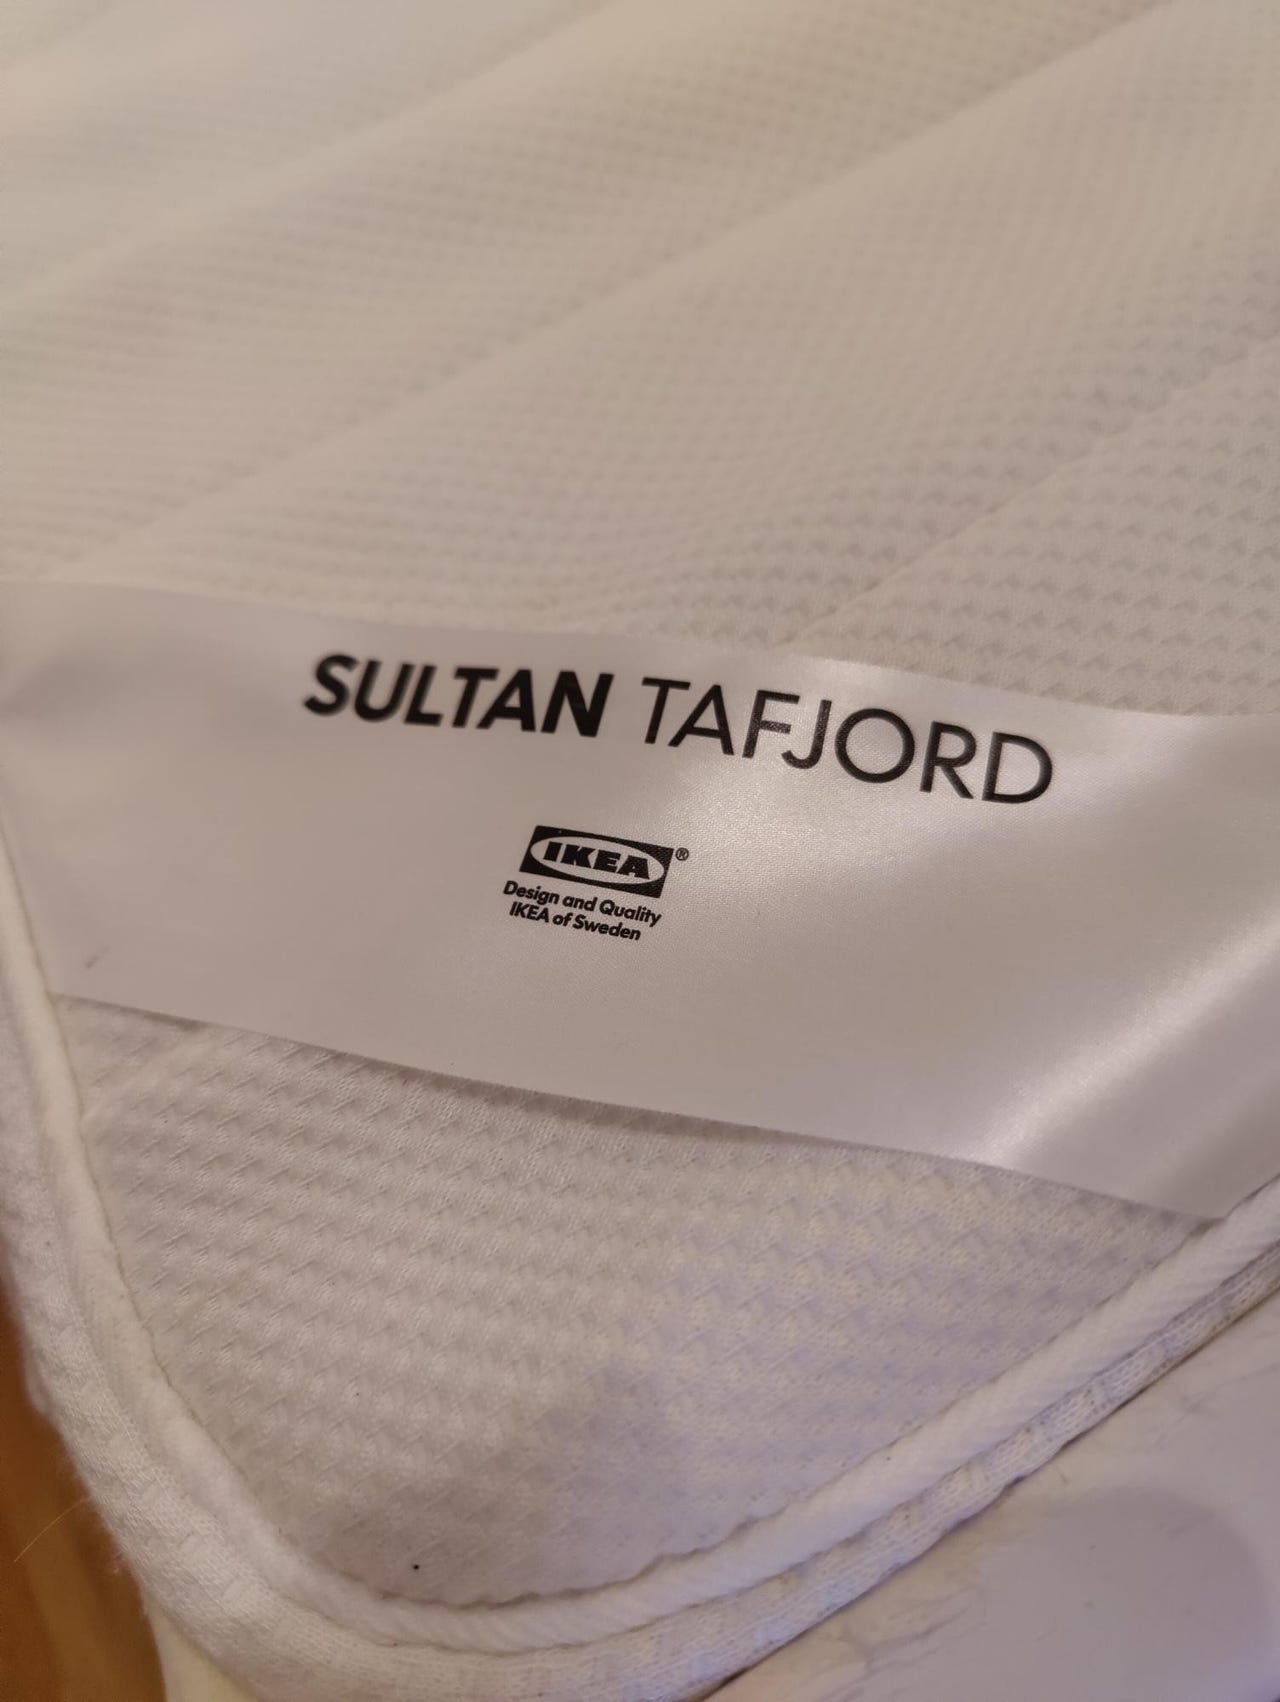 SULTAN TAFJORD
IKEA®
Design and Quality
IKEA of Sweden